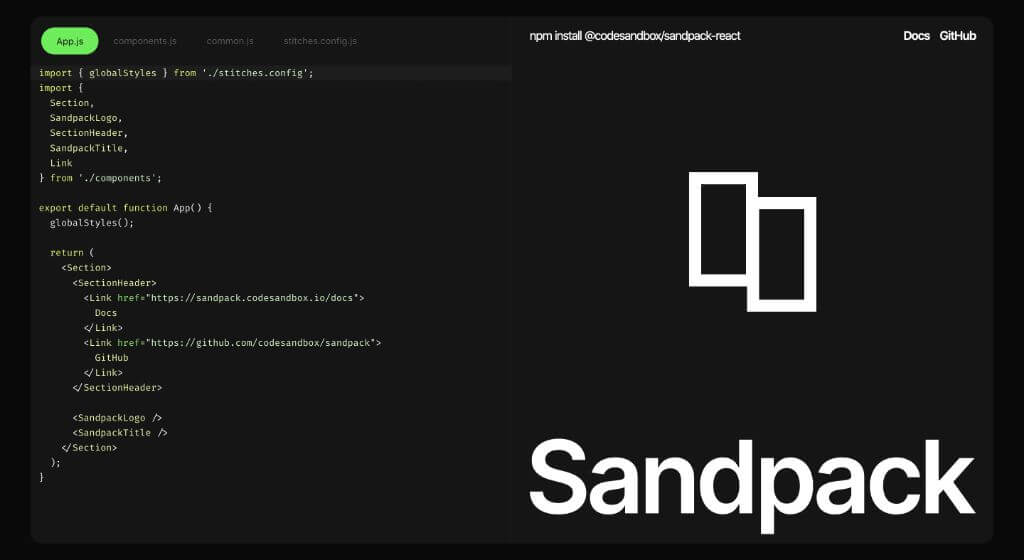 App.js components.js common.js stitches.config.js
import { globalStyles } from './stitches.config';
import {
  Section,
  SandpackLogo,
  SectionHeader,
  SandpackTitle,
  Link
} from './components';

export default function App() {
  globalStyles();

  return (
    <Section>
      <SectionHeader>
        <Link href="https://sandpack.codesandbox.io/docs">
          Docs
        </Link>
        <Link href="https://github.com/codesandbox/sandpack">
          GitHub
        </Link>
      </SectionHeader>

      <SandpackLogo />
      <SandpackTitle />
    </Section>
  );
}
npm install @codesandbox/sandpack-react
Docs GitHub
Sandpack